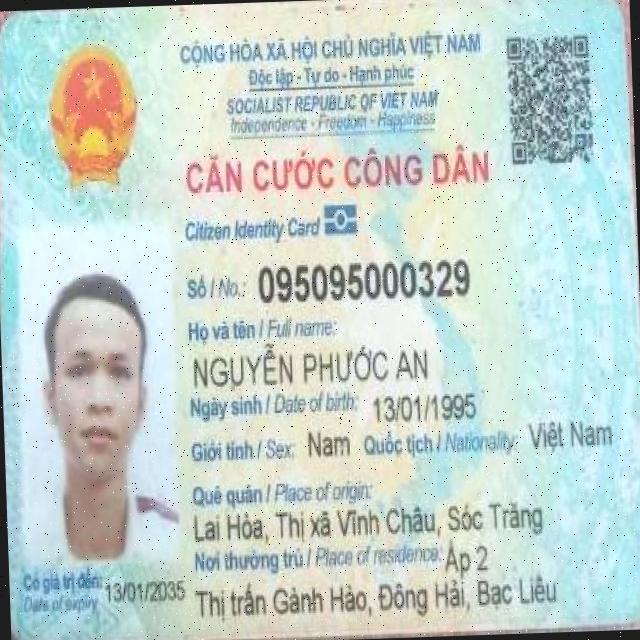 CỘNG HÒA XÃ HỘI CHỦ NGHĨA VIỆT NAM
Độc lập - Tự do - Hạnh phúc
SOCIALIST REPUBLIC OF VIET NAM
Independence - Freedom - Happiness
CĂN CƯỚC CÔNG DÂN
Citizen Identity Card
Số / No.: 095095000329
Họ và tên / Full name:
NGUYỄN PHƯỚC AN
Ngày sinh / Date of birth: 13/01/1995
Giới tính / Sex: Nam Quốc tịch / Nationality: Việt Nam
Quê quán / Place of origin:
Lai Hòa, Thị xã Vĩnh Châu, Sóc Trăng
Nơi thường trú / Place of residence: Ấp 2
Thị trấn Gành Hào, Đông Hải, Bạc Liêu
Có giá trị đến: 13/01/2035
Date of expiry